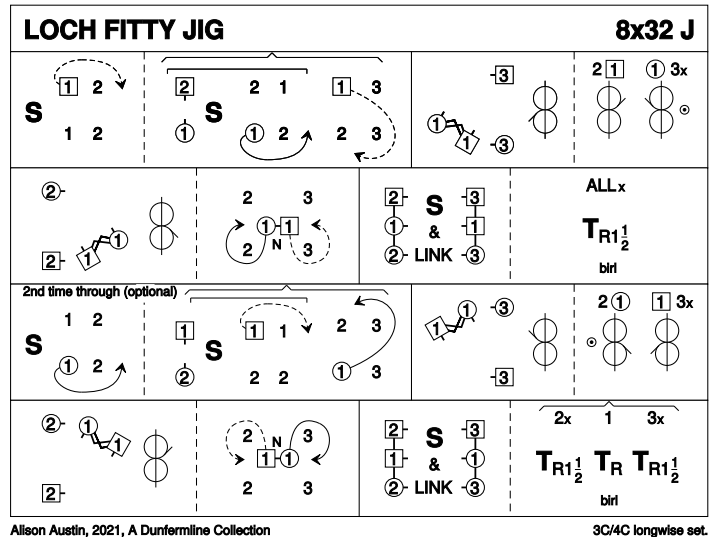 LOCH FITTY JIG 8x32 J
1 2
S
1 2
2 2 1 1 3
S
1 1 2 2 3
3
1
1 3
2 1 1 3x
2
2 1
1
2 3
1 1
N
2 3
2 S 3
1 & 1
2 LINK 3
ALLx
TR1½
birl
2nd time through (optional)
1 2
S
1 2
1 1 1 2 3
S
2 2 2 1 3
1 3
1
3
2 1 1 3x
2 1
1
2
2 N 3
1 1
2 3
2 S 3
1 & 1
2 LINK 3
2x 1 3x
TR1½ TR TR1½
birl
Alison Austin, 2021, A Dunfermline Collection 3C/4C longwise set.